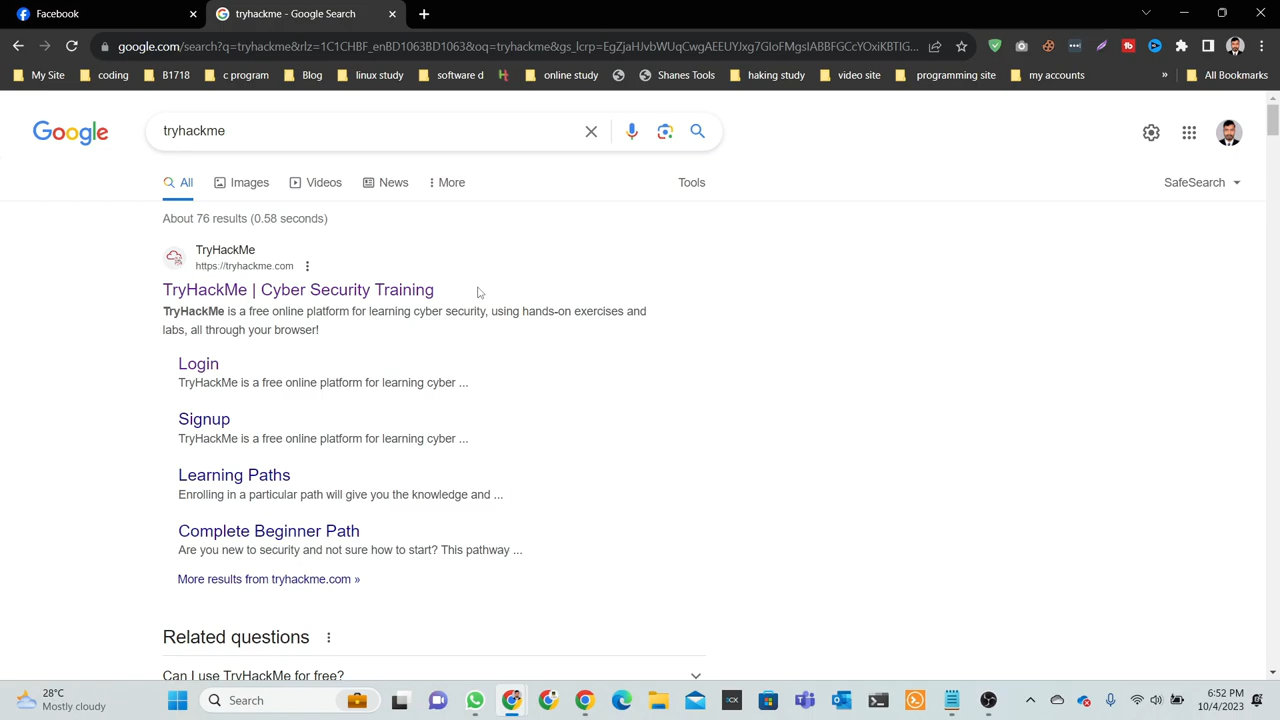 Facebook
tryhackme - Google Search
google.com/search?q=tryhackme&rlz=1C1CHBF_enBD1063BD1063&oq=tryhackme&gs_lcrp=EgZjaHJvbWUqCwgAEEUYJxg7GIoFMgsIABBFGCcYOxiKBTIG...
My Site
coding
B1718
c program
Blog
linux study
software d
online study
Shanes Tools
haking study
video site
programing site
my accounts
»
All Bookmarks
Google
tryhackme
All
Images
Videos
News
More
Tools
SafeSearch
About 76 results (0.58 seconds)
TryHackMe
https://tryhackme.com
TryHackMe | Cyber Security Training
TryHackMe is a free online platform for learning cyber security, using hands-on exercises and
labs, all through your browser!
Login
TryHackMe is a free online platform for learning cyber ...
Signup
TryHackMe is a free online platform for learning cyber ...
Learning Paths
Enrolling in a particular path will give you the knowledge and ...
Complete Beginner Path
Are you new to security and not sure how to start? This pathway ...
More results from tryhackme.com »
Related questions
Can I use TryHackMe for free?
28°C
Mostly cloudy
Search
6:52 PM
10/4/2023